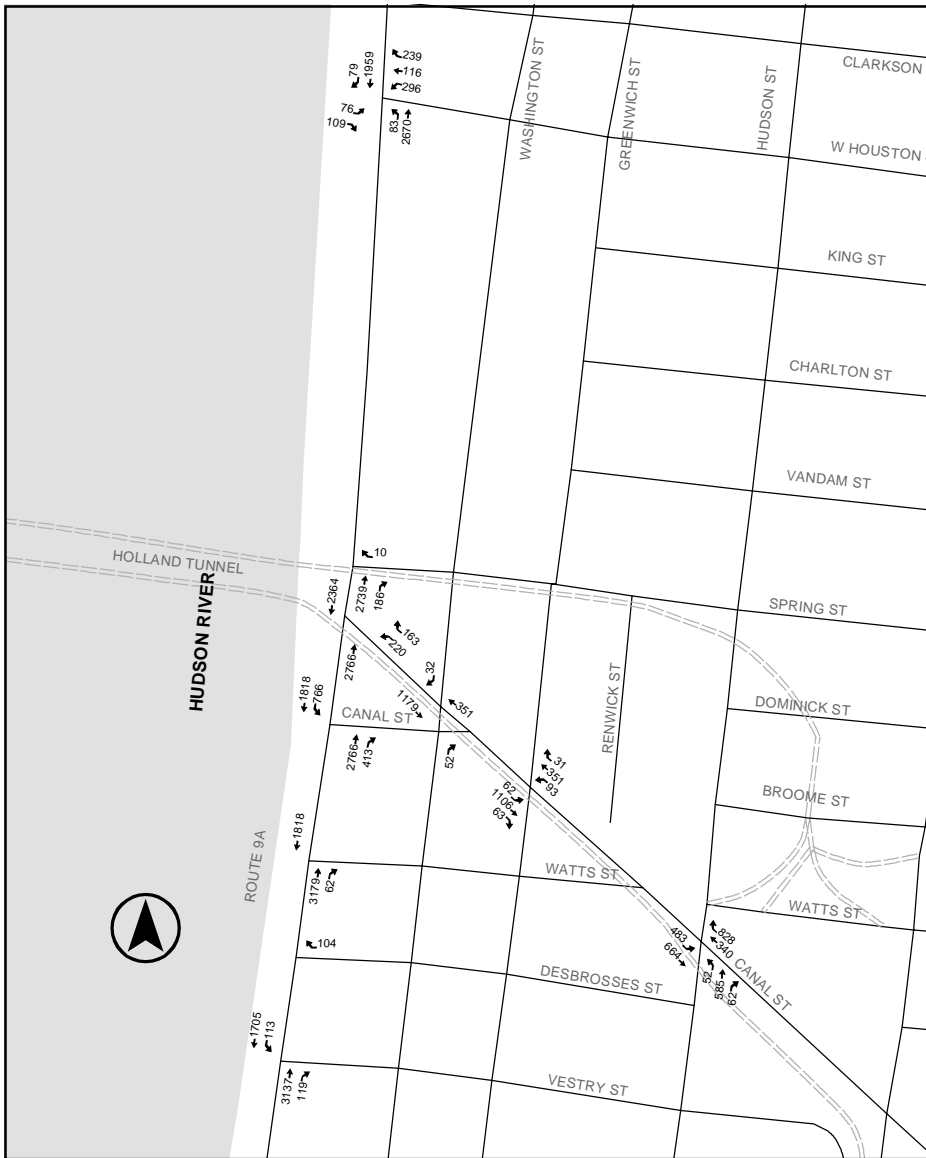 CLARKSON
239
116
296
79
1959
76
109
83
2670
WASHINGTON ST
GREENWICH ST
HUDSON ST
W HOUSTON
KING ST
CHARLTON ST
VANDAM ST
HOLLAND TUNNEL
HUDSON RIVER
10
2364
2739
186
SPRING ST
163
220
2766
32
1179
351
1818
766
CANAL ST
2766
413
52
RENWICK ST
DOMINICK ST
31
351
93
62
1106
63
BROOME ST
1818
ROUTE 9A
3179
62
WATTS ST
WATTS ST
104
483
664
828
340
52
585
62
CANAL ST
DESBROSSES ST
1705
113
3137
119
VESTRY ST